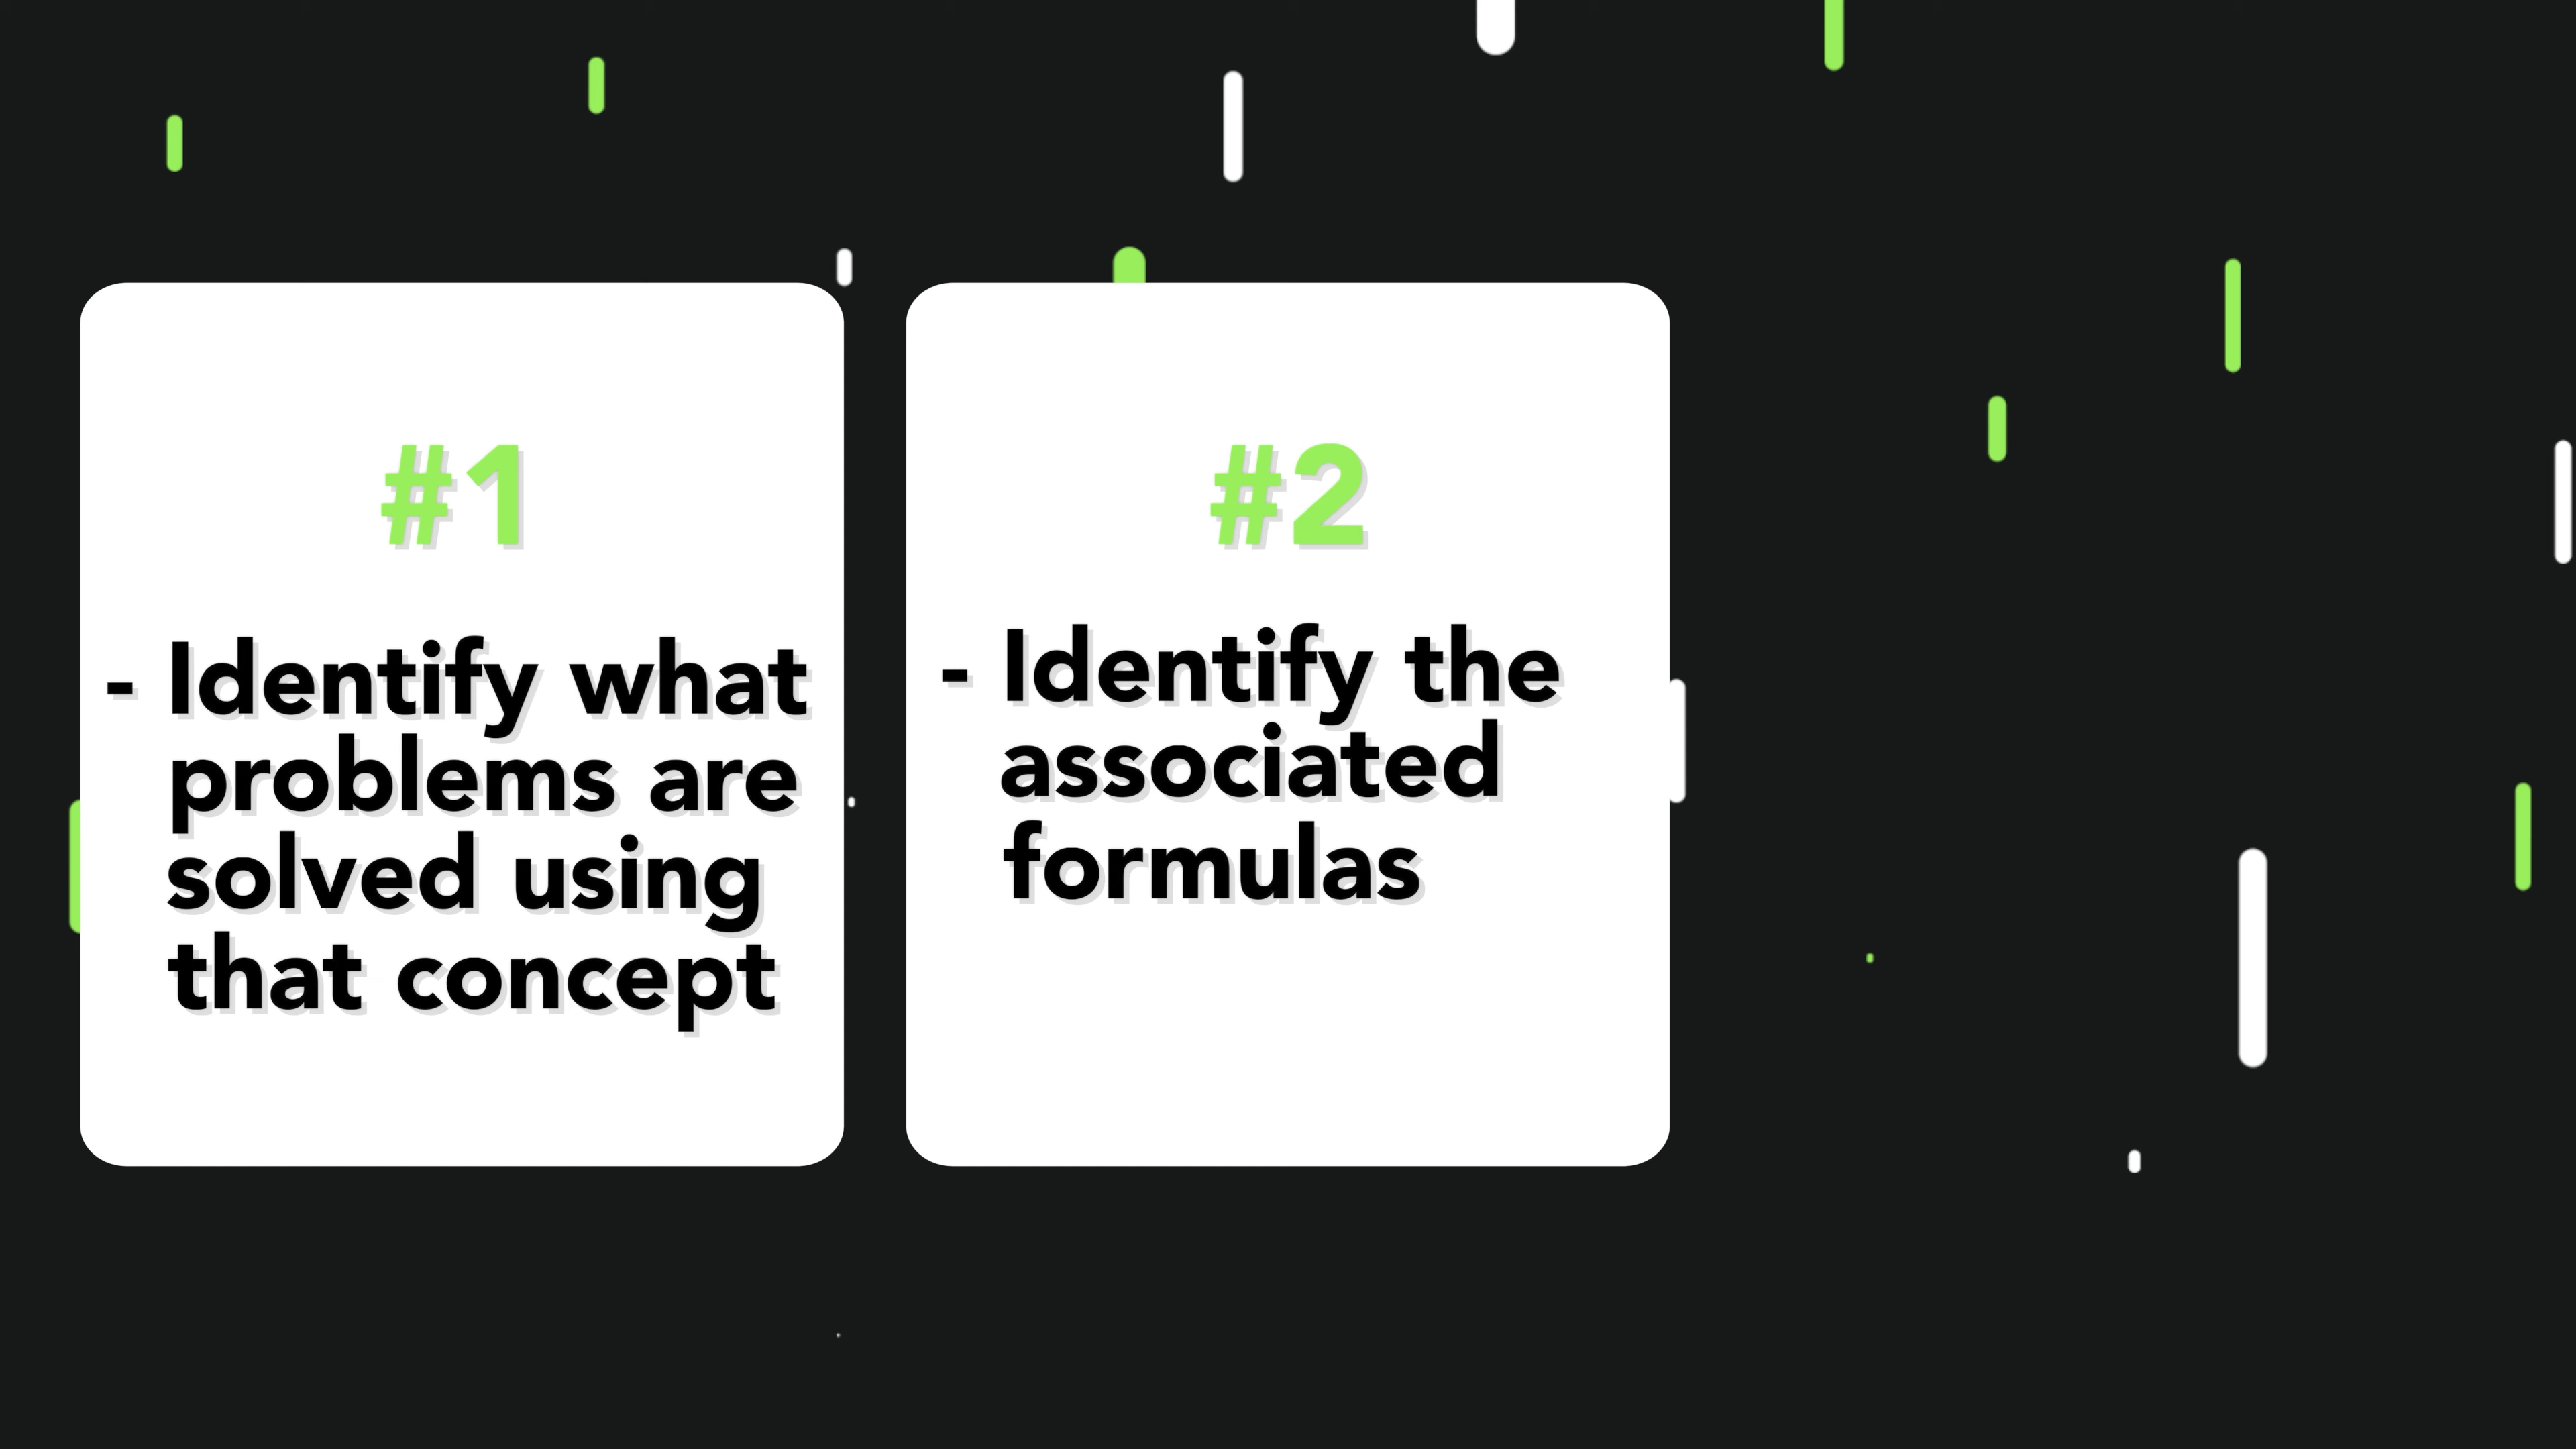 #1
- Identify what
problems are
solved using
that concept
#2
- Identify the
associated
formulas